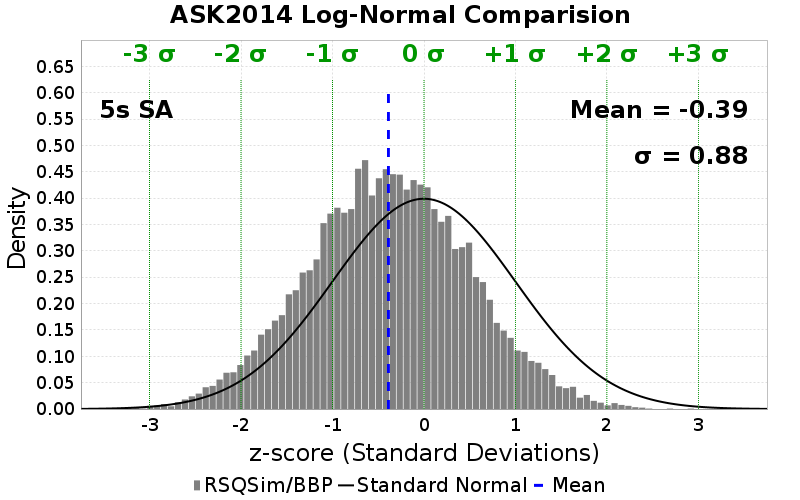 ASK2014 Log-Normal Comparision
-3 σ -2 σ -1 σ 0 σ +1 σ +2 σ +3 σ
5s SA
Mean = -0.39
σ = 0.88
Density
0.65
0.60
0.55
0.50
0.45
0.40
0.35
0.30
0.25
0.20
0.15
0.10
0.05
0.00
-3 -2 -1 0 1 2 3
z-score (Standard Deviations)
RSQSim/BBP Standard Normal Mean